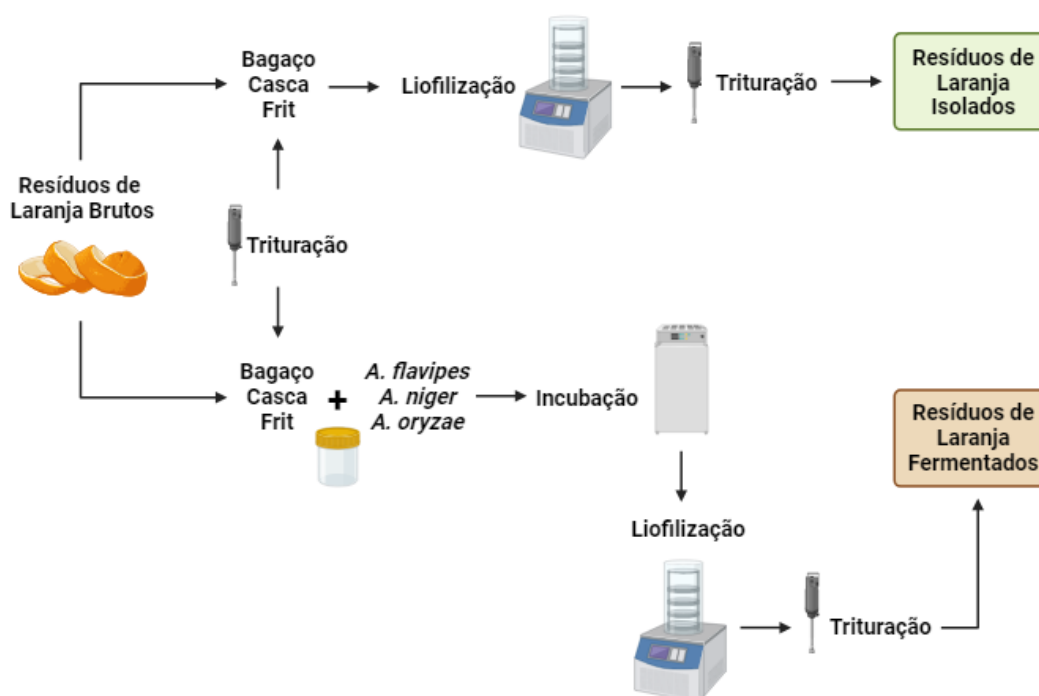 Bagaço
Casca
Frit
Liofilização
Trituração
Resíduos de
Laranja
Isolados
Resíduos de
Laranja Brutos
Trituração
Bagaço
Casca
Frit
+
A. flavipes
A. niger
A. oryzae
Incubação
Resíduos de
Laranja
Fermentados
Liofilização
Trituração